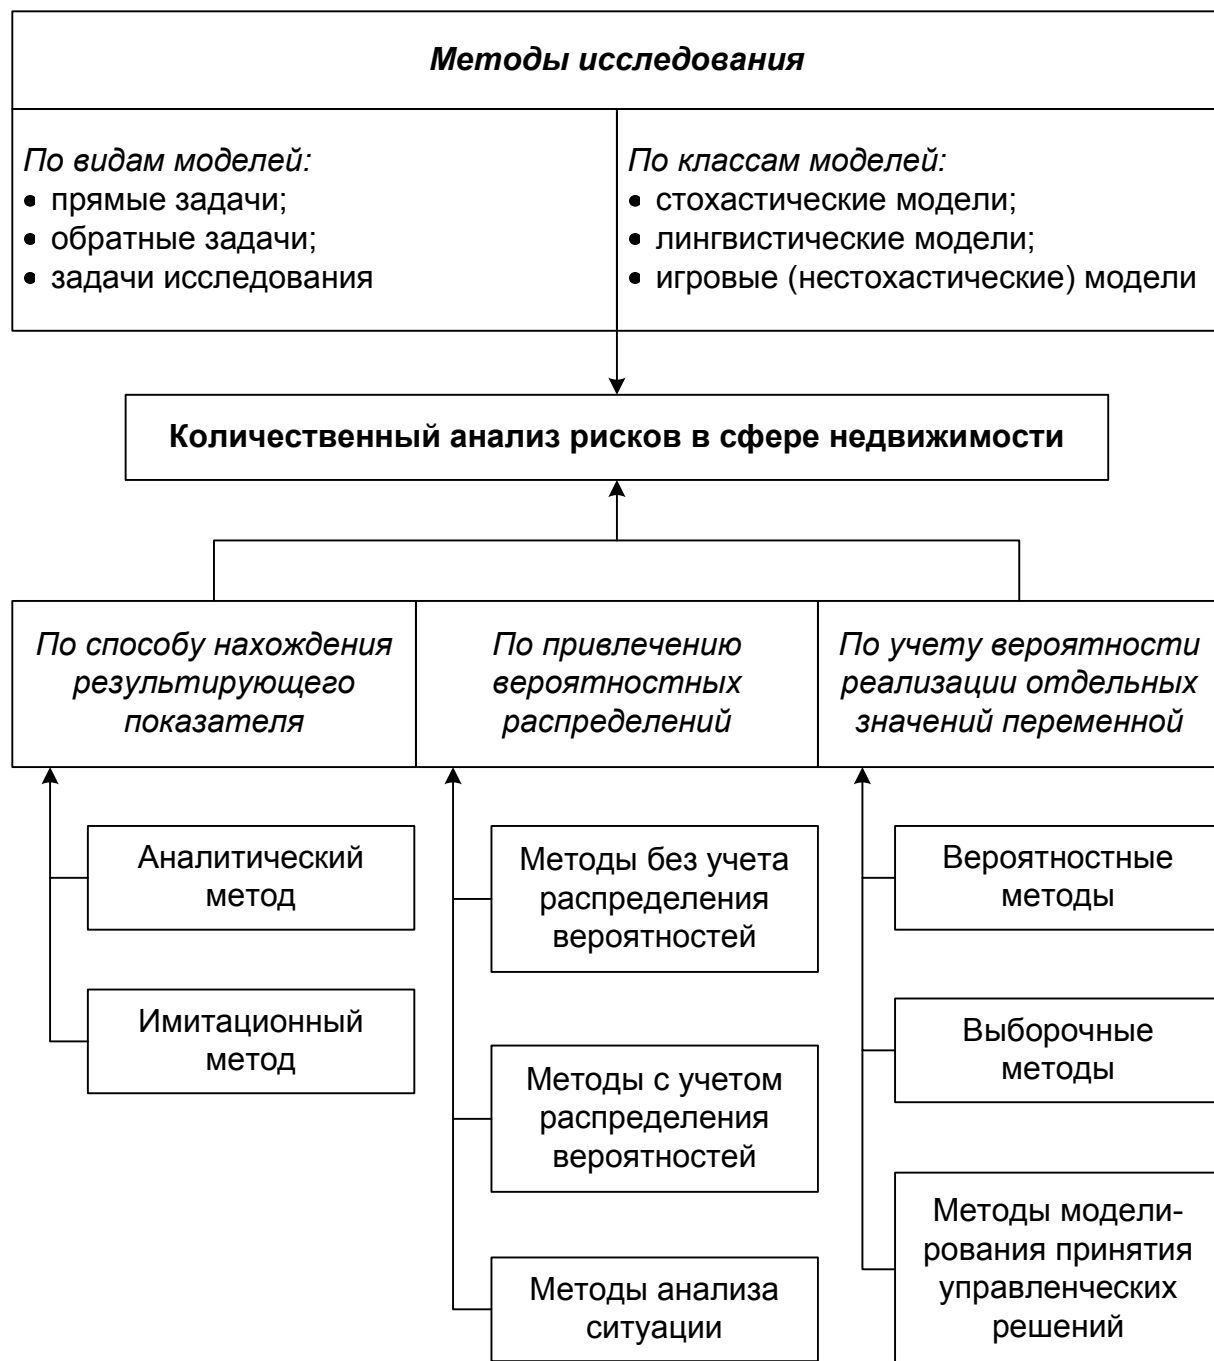 Методы исследования
По видам моделей:
• прямые задачи;
• обратные задачи;
• задачи исследования
По классам моделей:
• стохастические модели;
• лингвистические модели;
• игровые (нестохастические) модели
Количественный анализ рисков в сфере недвижимости
По способу нахождения
результирующего
показателя
По привлечению
вероятностных
распределений
По учету вероятности
реализации отдельных
значений переменной
Аналитический
метод
Имитационный
метод
Методы без учета
распределения
вероятностей
Методы с учетом
распределения
вероятностей
Методы анализа
ситуации
Вероятностные
методы
Выборочные
методы
Методы модели-
рования принятия
управленческих
решений